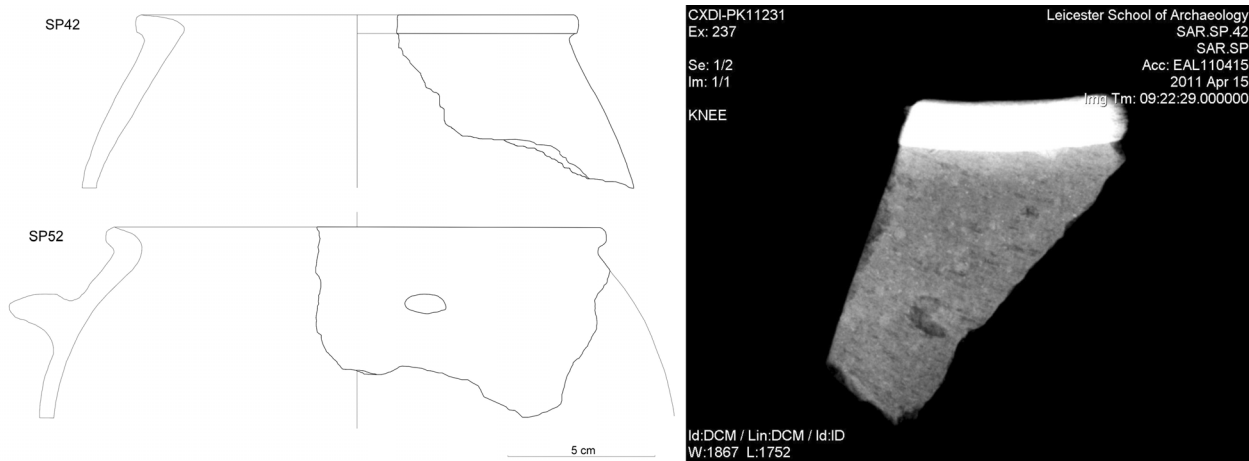 SP42
SP52
5 cm
CXDI-PK11231
Ex: 237
Se: 1/2
Im: 1/1
KNEE
Leicester School of Archaeology
SAR.SP.42
SAR.SP
Acc: EAL110415
2011 Apr 15
Img Tm: 09:22:29.000000
Id:DCM / Lin:DCM / Id:ID
W:1867 L:1752